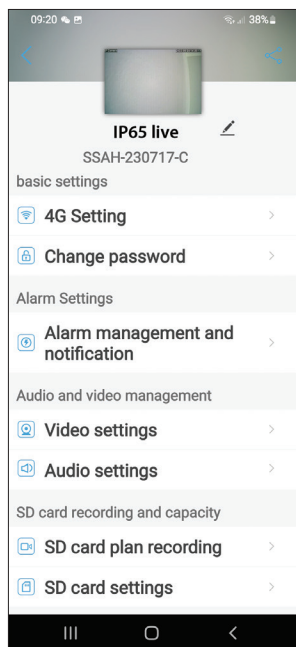 09:20 38%
IP65 live
SSAH-230717-C
basic settings
4G Setting
Change password
Alarm Settings
Alarm management and
notification
Audio and video management
Video settings
Audio settings
SD card recording and capacity
SD card plan recording
SD card settings